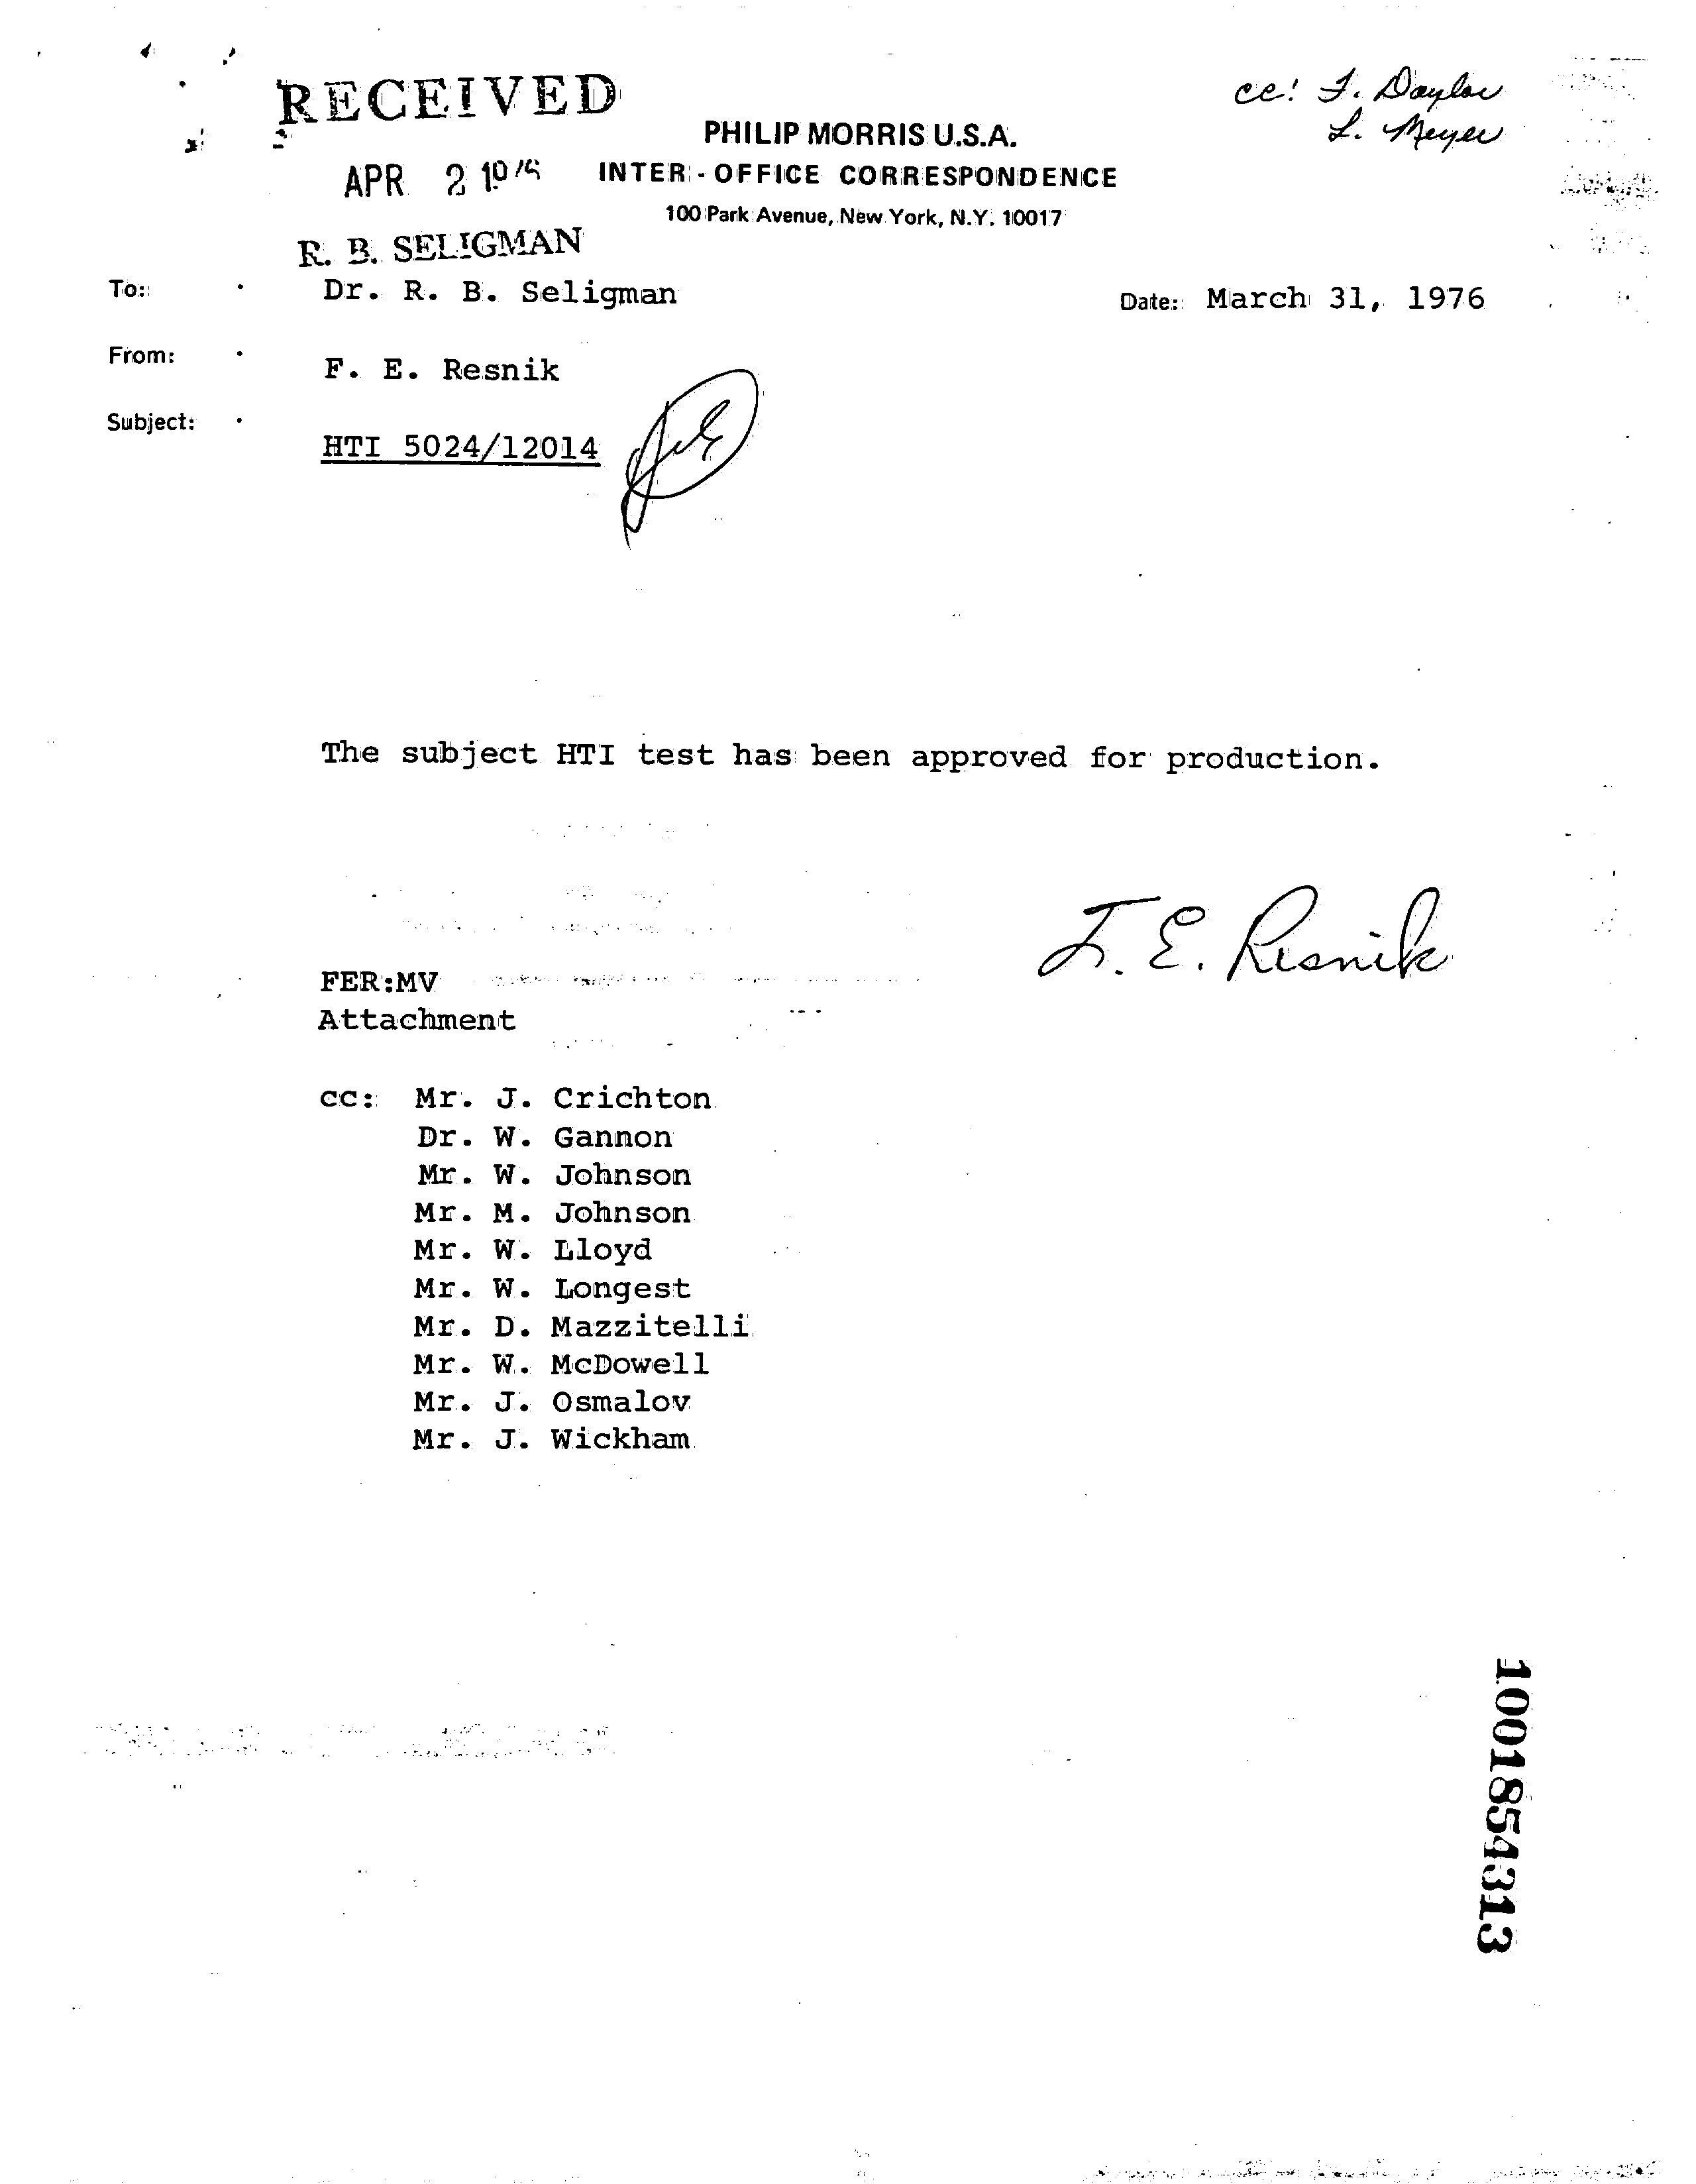 RECEIVED
cc: F. Daylor
L. Meyer
PHILIP MORRIS U.S.A.
APR 2
INTER-OFFICE CORRESPONDENCE
100 Park Avenue, New York, N.Y. 10017
R. B. SELIGMAN
To: Dr. R. B. Seligman
Date: March 31, 1976
From: F. E. Resnik
Subject: HTI 5024/12014
The subject HTI test has been approved for production.
F. E. Resnik
FER:MV
Attachment
cc: Mr. J. Crichton
Dr. W. Gannon
Mr. W. Johnson
Mr. M. Johnson
Mr. W. Lloyd
Mr. W. Longest
Mr. D. Mazzitelli
Mr. W. McDowell
Mr. J. Osmalov
Mr. J. Wickham
1001854313